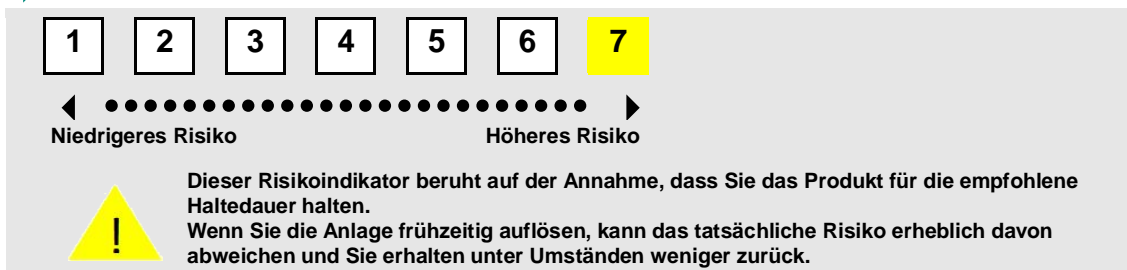 1 2 3 4 5 6 7
Niedrigeres Risiko Höheres Risiko
Dieser Risikoindikator beruht auf der Annahme, dass Sie das Produkt für die empfohlene
Haltedauer halten.
Wenn Sie die Anlage frühzeitig auflösen, kann das tatsächliche Risiko erheblich davon
abweichen und Sie erhalten unter Umständen weniger zurück.
!